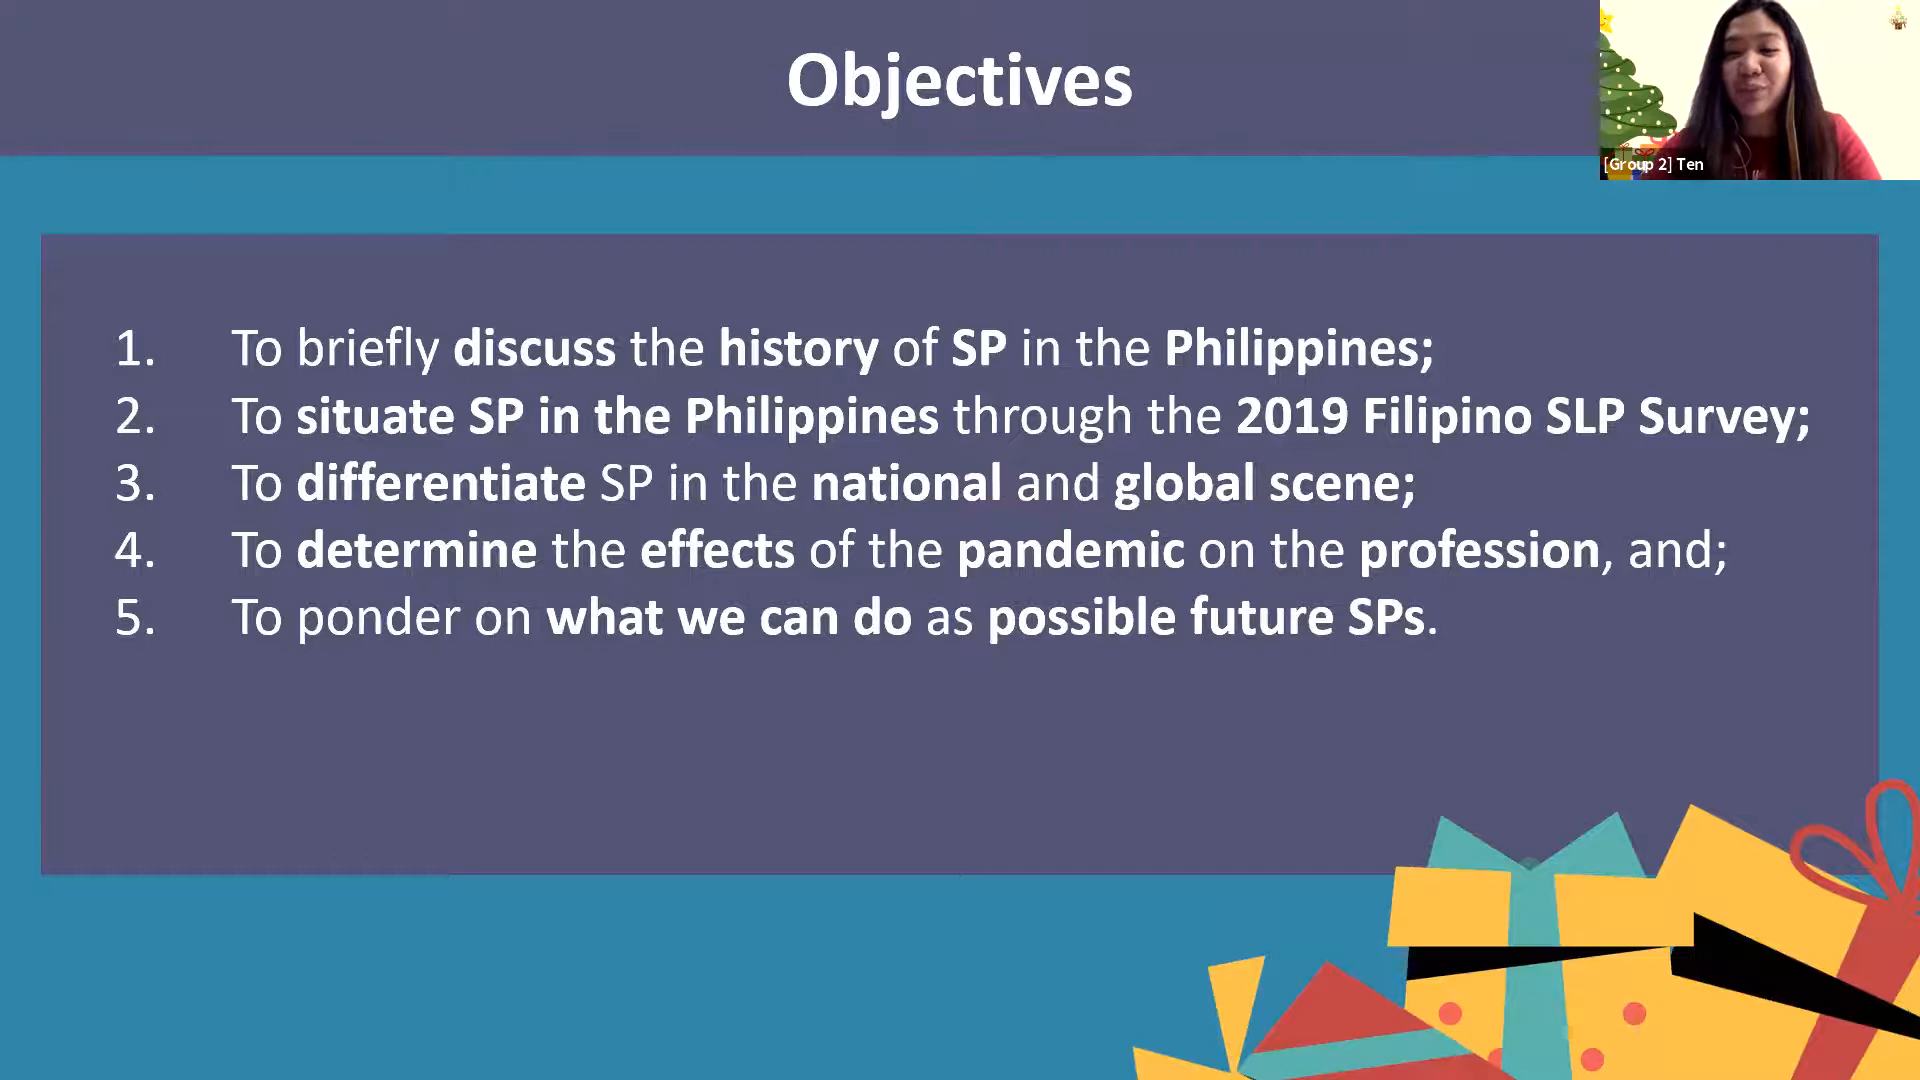 Objectives
[Group 2] Ten
1. To briefly discuss the history of SP in the Philippines;
2. To situate SP in the Philippines through the 2019 Filipino SLP Survey;
3. To differentiate SP in the national and global scene;
4. To determine the effects of the pandemic on the profession, and;
5. To ponder on what we can do as possible future SPs.